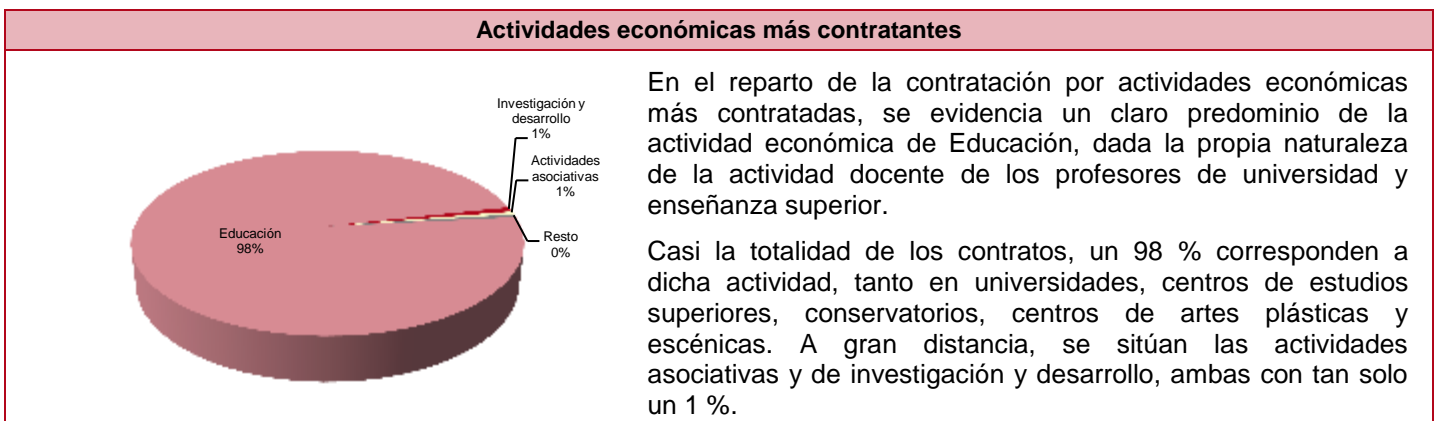 Actividades económicas más contratantes
Investigación y
desarrollo
1%
Actividades
asociativas
1%
Educación
98%
Resto
0%
En el reparto de la contratación por actividades económicas
más contratadas, se evidencia un claro predominio de la
actividad económica de Educación, dada la propia naturaleza
de la actividad docente de los profesores de universidad y
enseñanza superior.
Casi la totalidad de los contratos, un 98 % corresponden a
dicha actividad, tanto en universidades, centros de estudios
superiores, conservatorios, centros de artes plásticas y
escénicas. A gran distancia, se sitúan las actividades
asociativas y de investigación y desarrollo, ambas con tan solo
un 1 %.